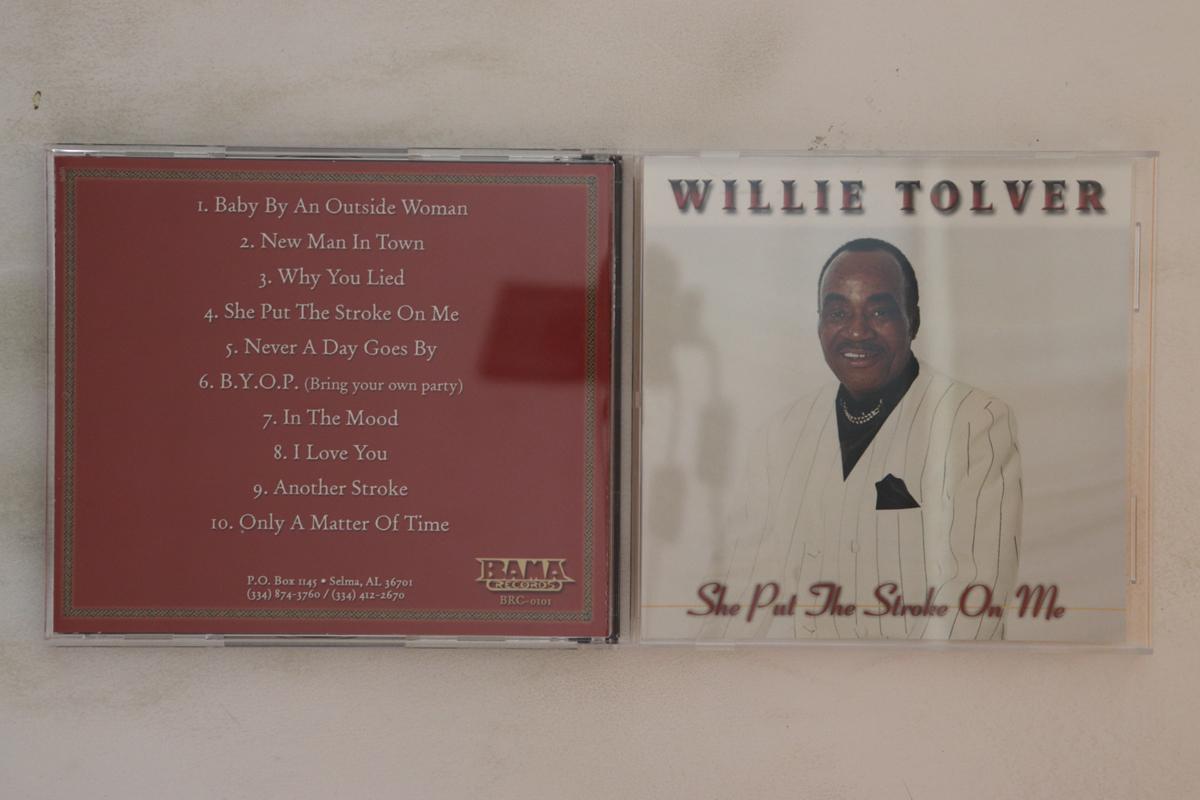 1. Baby By An Outside Woman
2. New Man In Town
3. Why You Lied
4. She Put The Stroke On Me
5. Never A Day Goes By
6. B.Y.O.P. (Bring your own party)
7. In The Mood
8. I Love You
9. Another Stroke
10. Only A Matter Of Time
P.O. Box 1145 • Selma, AL 36701
(334) 874-3760 / (334) 412-2670
BAMA
RECORDS
BRC-0101
WILLIE TOLVER
She Put The Stroke On Me